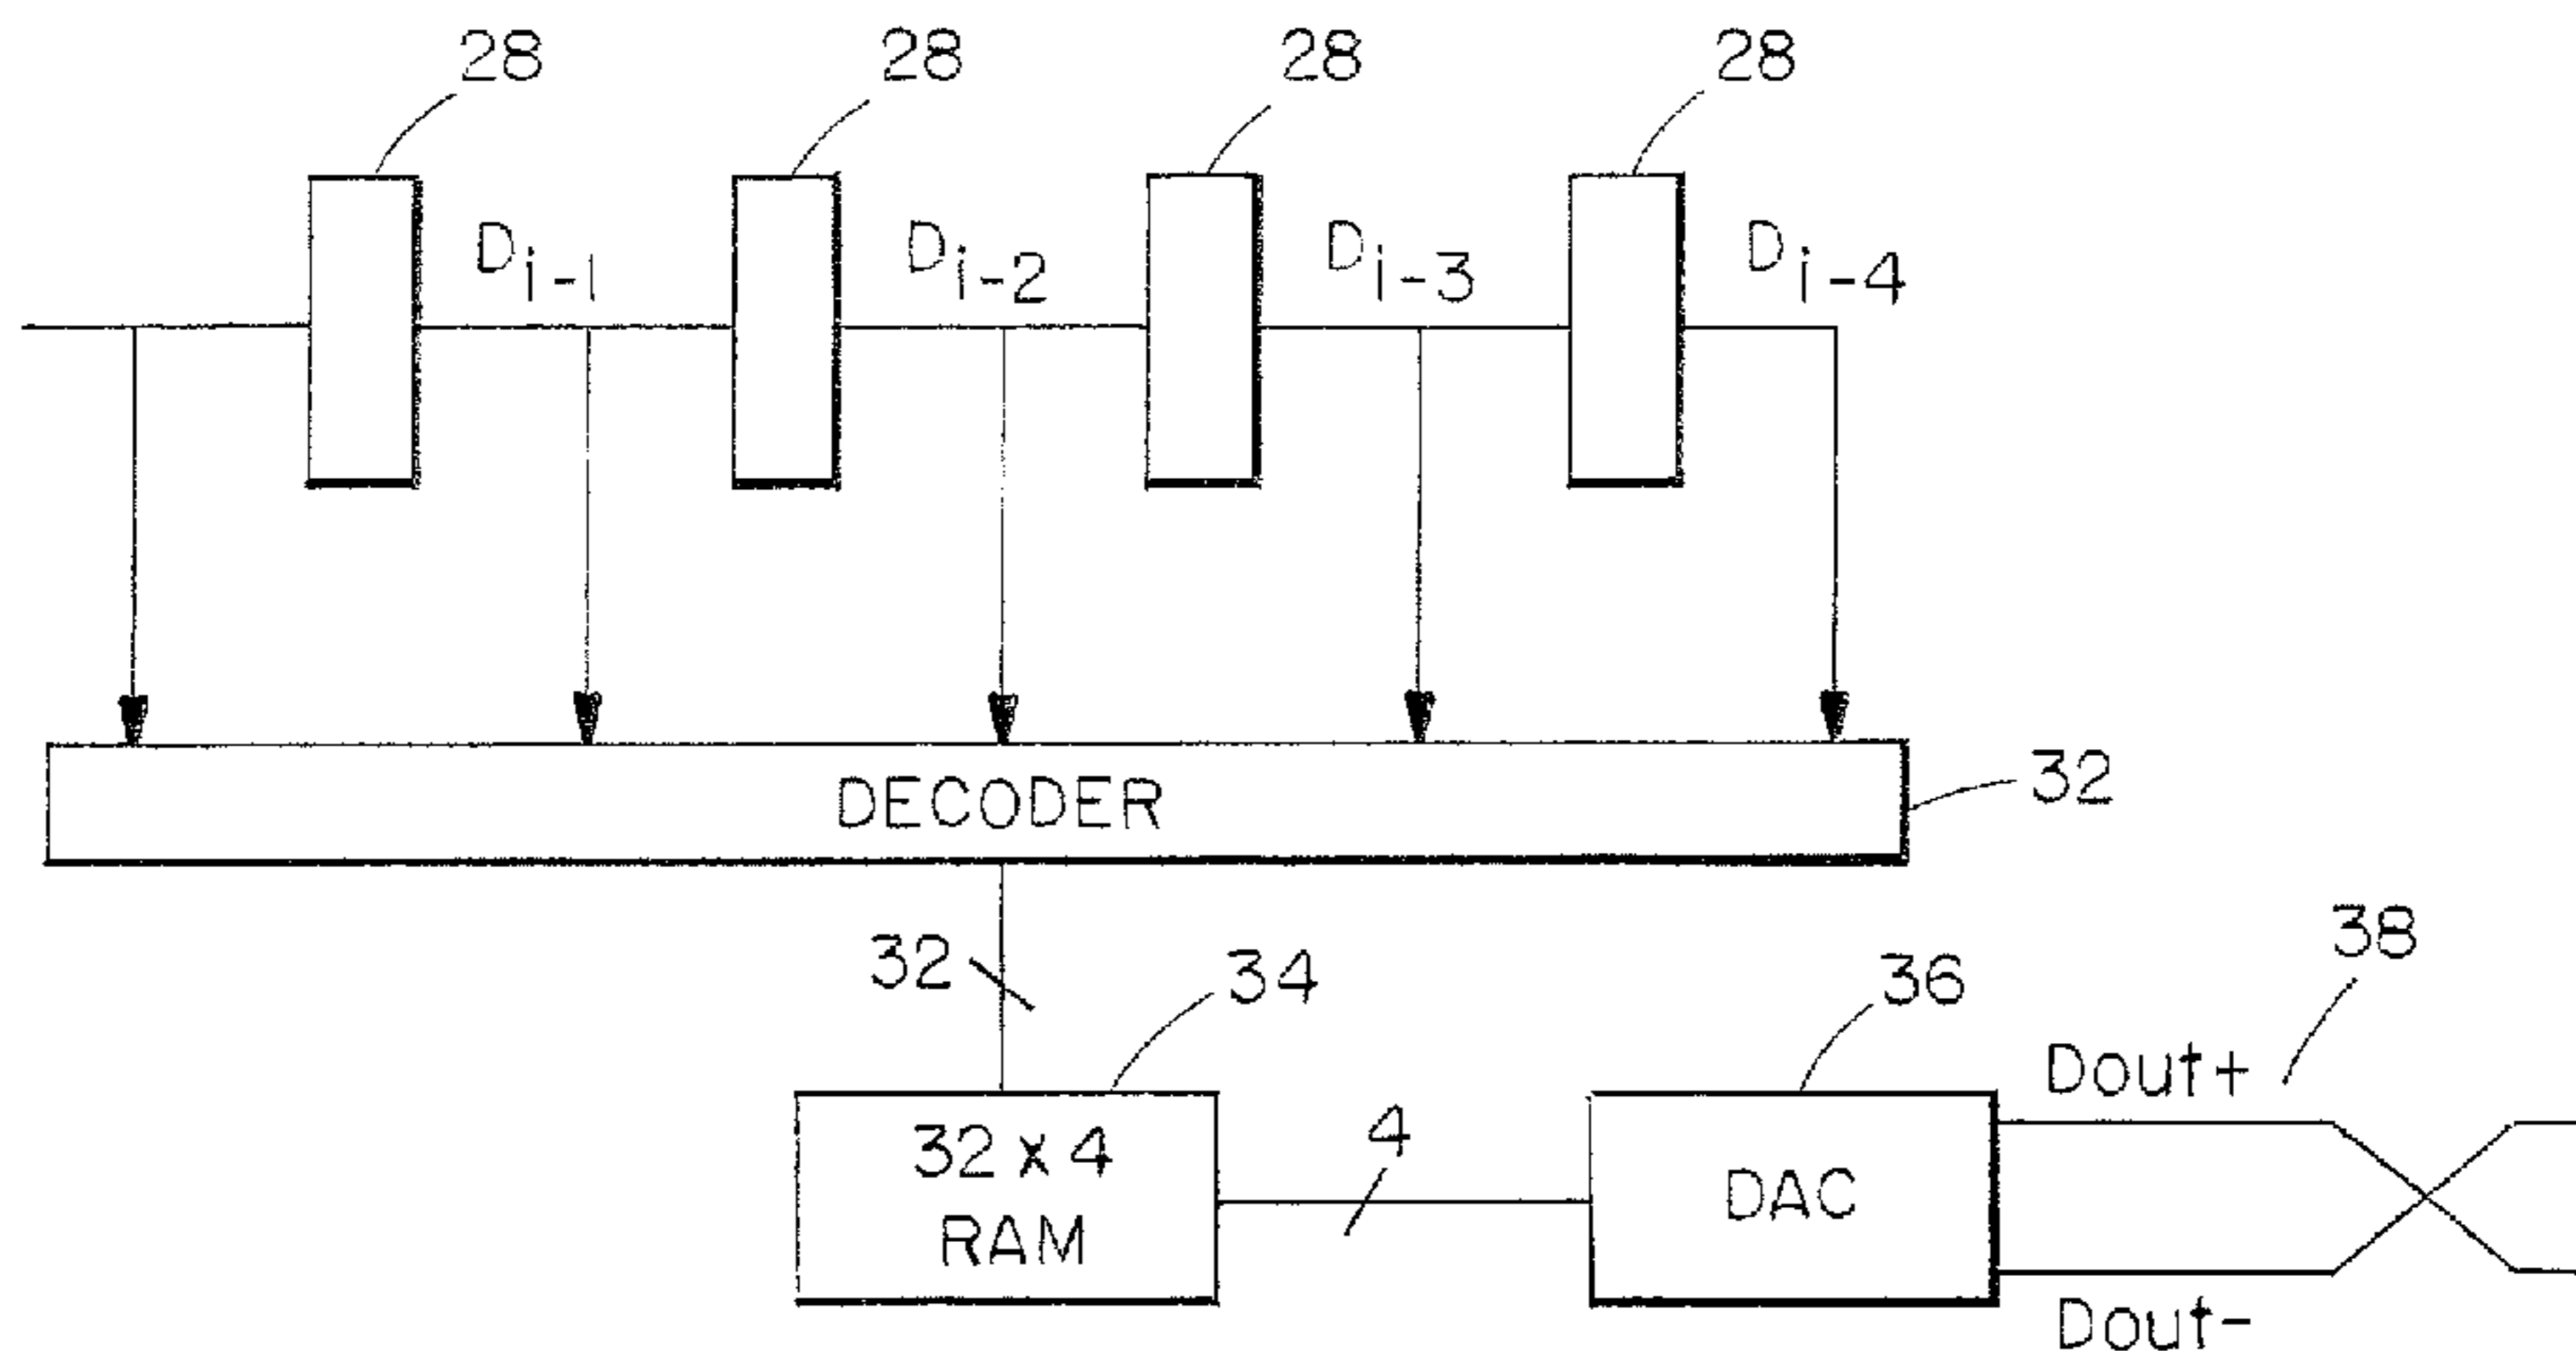 28 28 28 28
Di-1 Di-2 Di-3 Di-4
DECODER 32
32 34 36 38
Dout+
32 x 4
RAM
4
DAC
Dout-